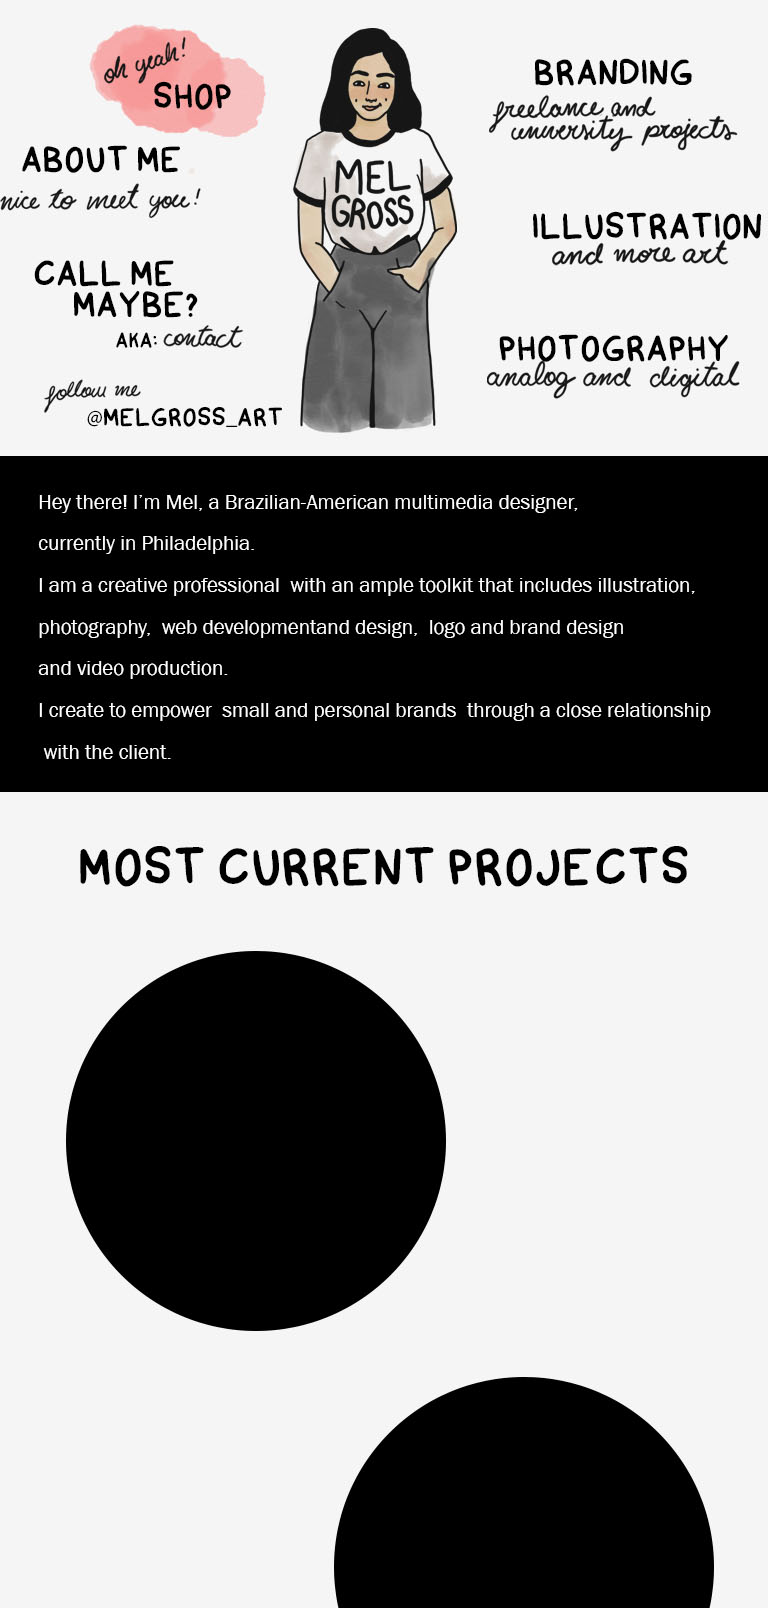 oh yeah!
SHOP
ABOUT ME
nice to meet you!
CALL ME
MAYBE?
AKA: contact
follow me
@MELGROSS_ART
MEL
GROSS
BRANDING
freelance and
university projects
ILLUSTRATION
and more art
PHOTOGRAPHY
analog and digital
Hey there! I'm Mel, a Brazilian-American multimedia designer,
currently in Philadelphia.
I am a creative professional with an ample toolkit that includes illustration,
photography, web developmentand design, logo and brand design
and video production.
I create to empower small and personal brands through a close relationship
with the client.
MOST CURRENT PROJECTS